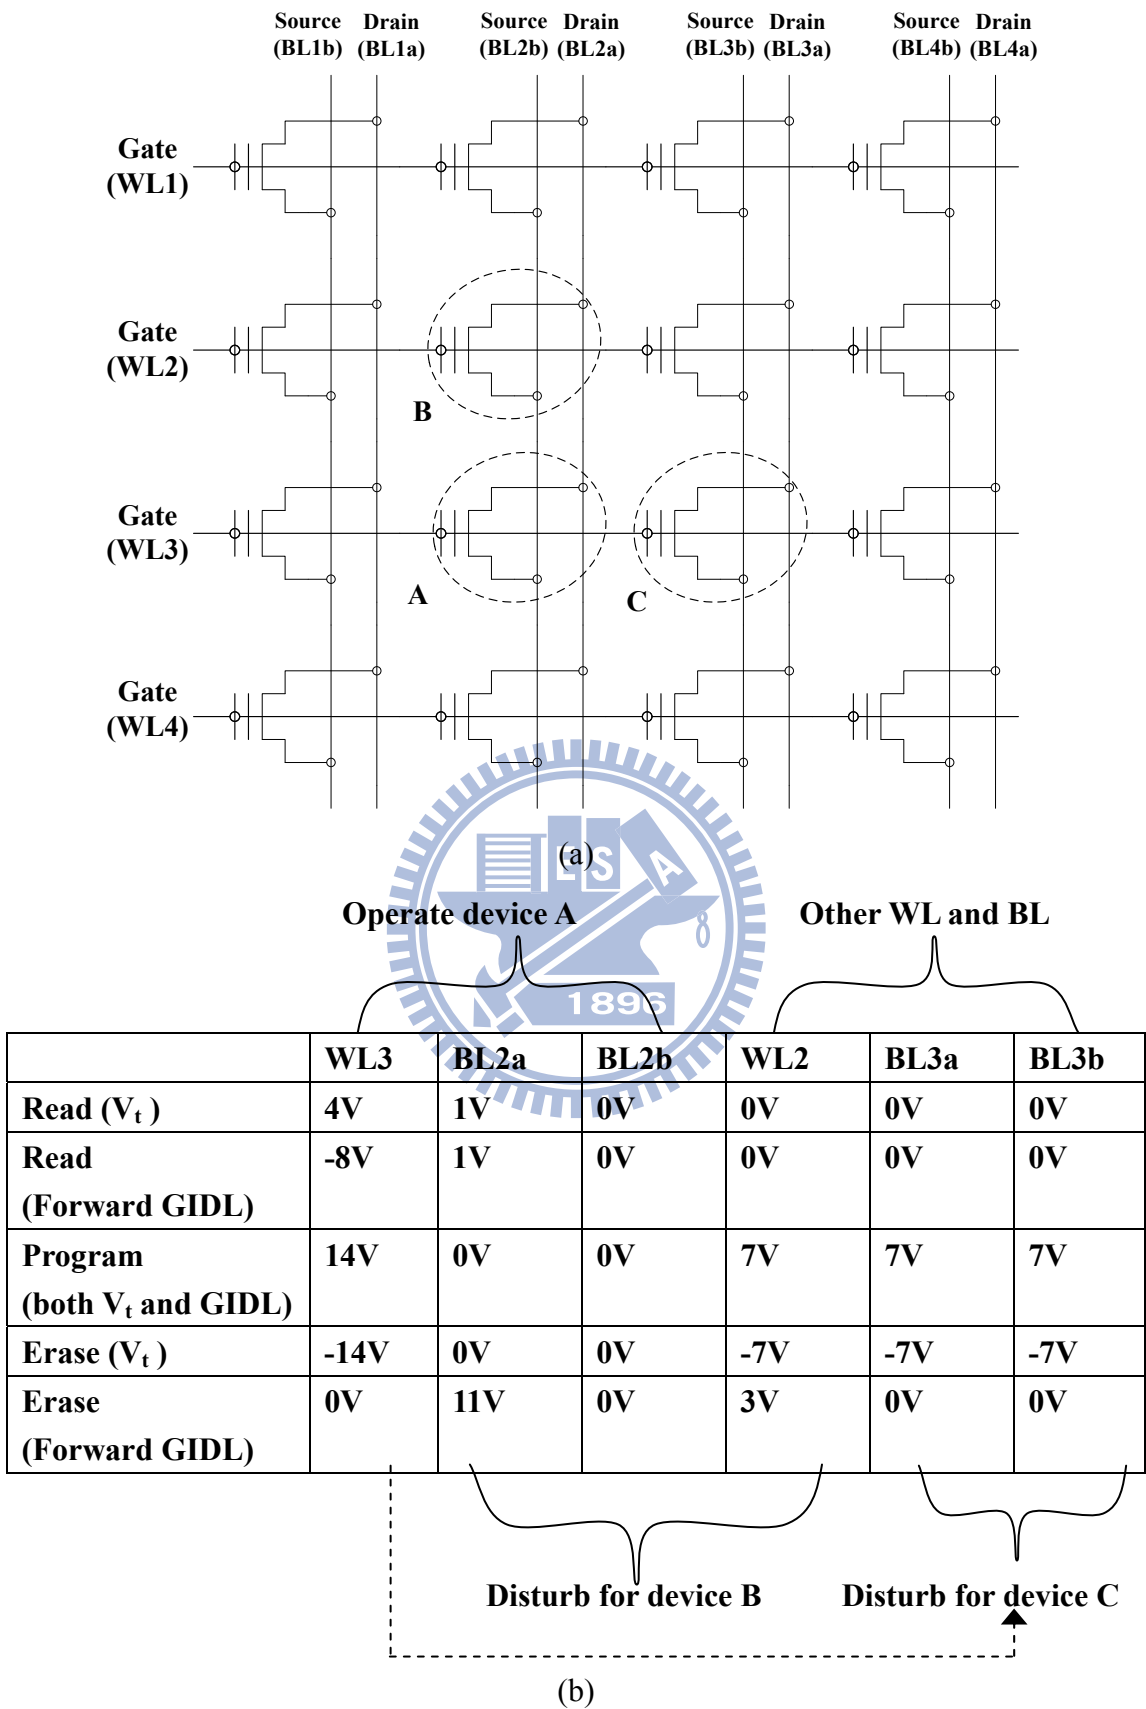 Source Drain Source Drain Source Drain Source Drain
(BL1b) (BL1a) (BL2b) (BL2a) (BL3b) (BL3a) (BL4b) (BL4a)
Gate
(WL1)
Gate
(WL2)
B
Gate
(WL3)
A
C
Gate
(WL4)
E S A
(a)
Operate device A Other WL and BL
8
1896
WL3 BL2a BL2b WL2 BL3a BL3b
Read (Vt ) 4V 1V 0V 0V 0V 0V
Read -8V 1V 0V 0V 0V 0V
(Forward GIDL)
Program 14V 0V 0V 7V 7V 7V
(both Vt and GIDL)
Erase (Vt ) -14V 0V 0V -7V -7V -7V
Erase 0V 11V 0V 3V 0V 0V
(Forward GIDL)
Disturb for device B Disturb for device C
(b)